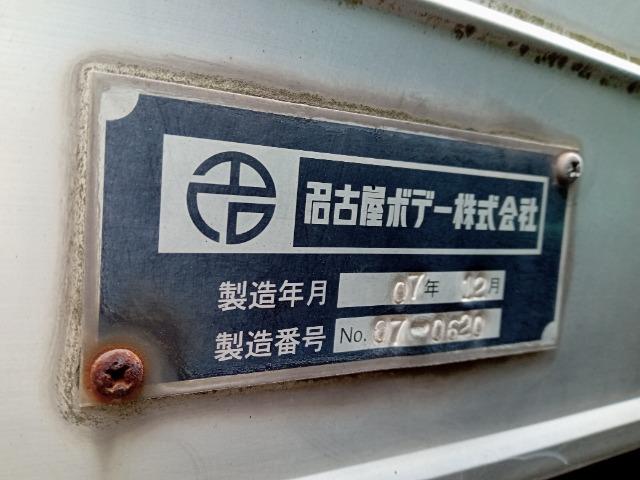 名古屋ボデー株式会社
製造年月 07年 12月
製造番号 No. 07-0620